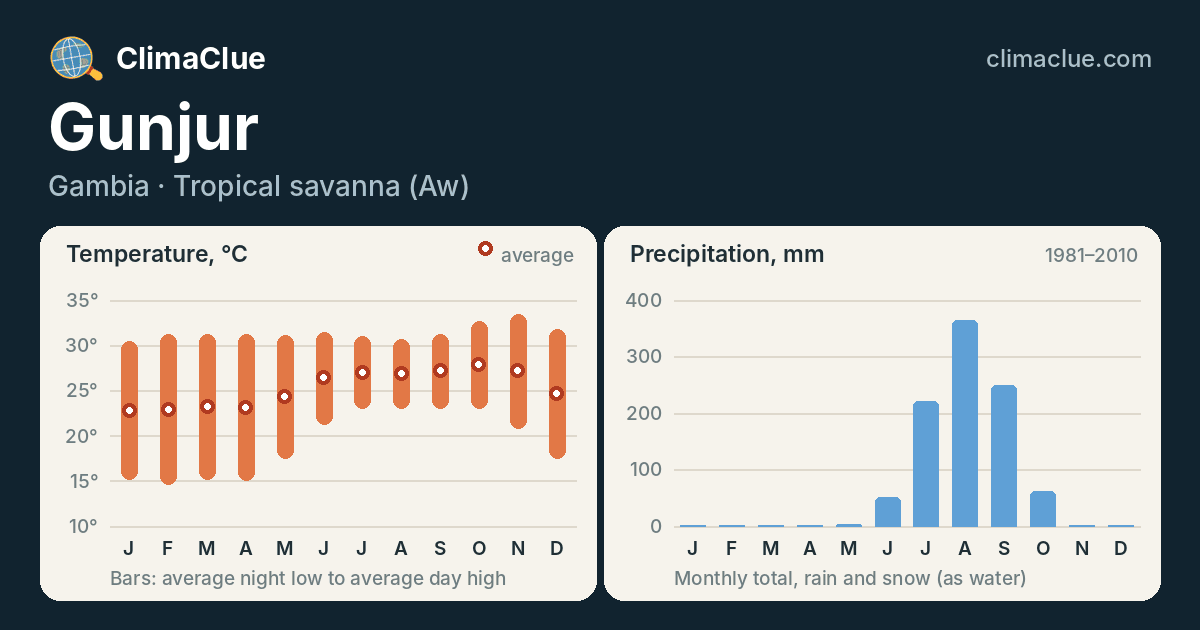 ClimaClue
climaclue.com
Gunjur
Gambia · Tropical savanna (Aw)
Temperature, °C
average
35°
30°
25°
20°
15°
10°
J F M A M J J A S O N D
Bars: average night low to average day high
Precipitation, mm
1981–2010
400
300
200
100
0
J F M A M J J A S O N D
Monthly total, rain and snow (as water)